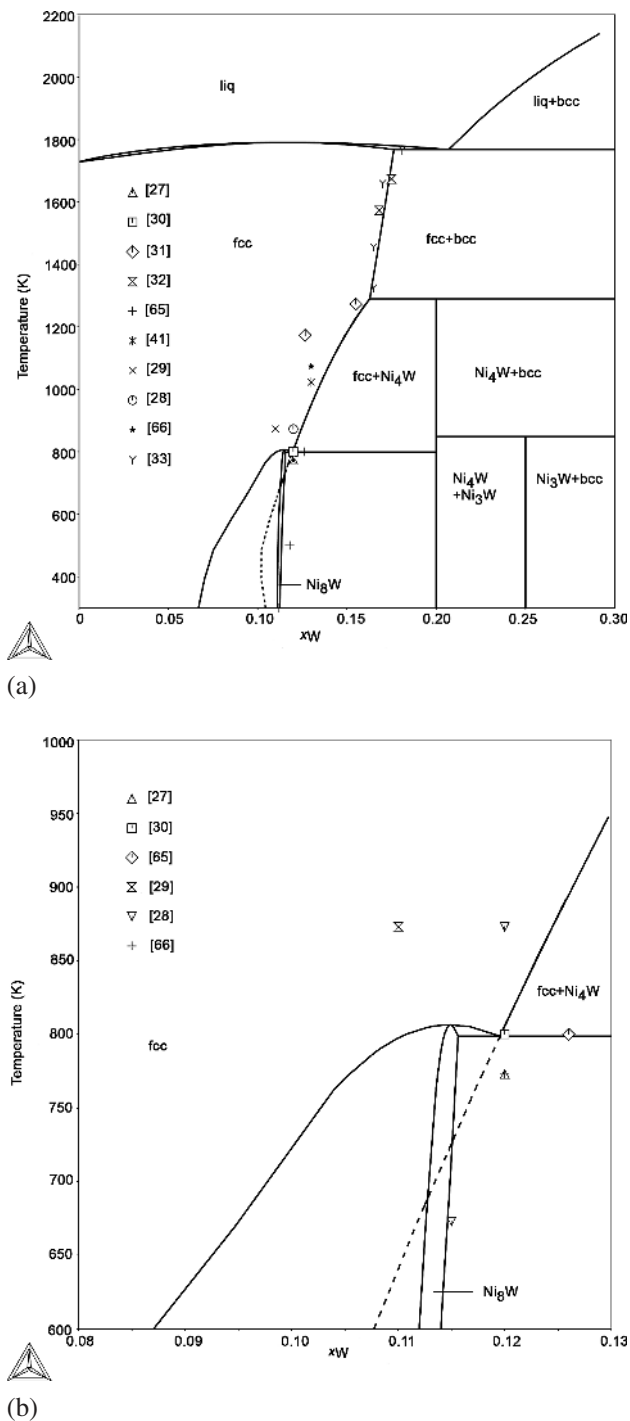 2200
2000
1800
1600
1400
1200
1000
800
600
400
Temperature (K)
liq
liq+bcc
fcc
fcc+bcc
fcc+Ni4W
Ni4W+bcc
Ni4W
+Ni3W
Ni3W+bcc
Ni8W
[27]
[30]
[31]
[32]
[65]
[41]
[29]
[28]
[66]
[33]
0 0.05 0.10 0.15 0.20 0.25 0.30
xW
(a)
1000
950
900
850
800
750
700
650
600
Temperature (K)
[27]
[30]
[65]
[29]
[28]
[66]
fcc
fcc+Ni4W
Ni8W
0.08 0.09 0.10 0.11 0.12 0.13
xW
(b)